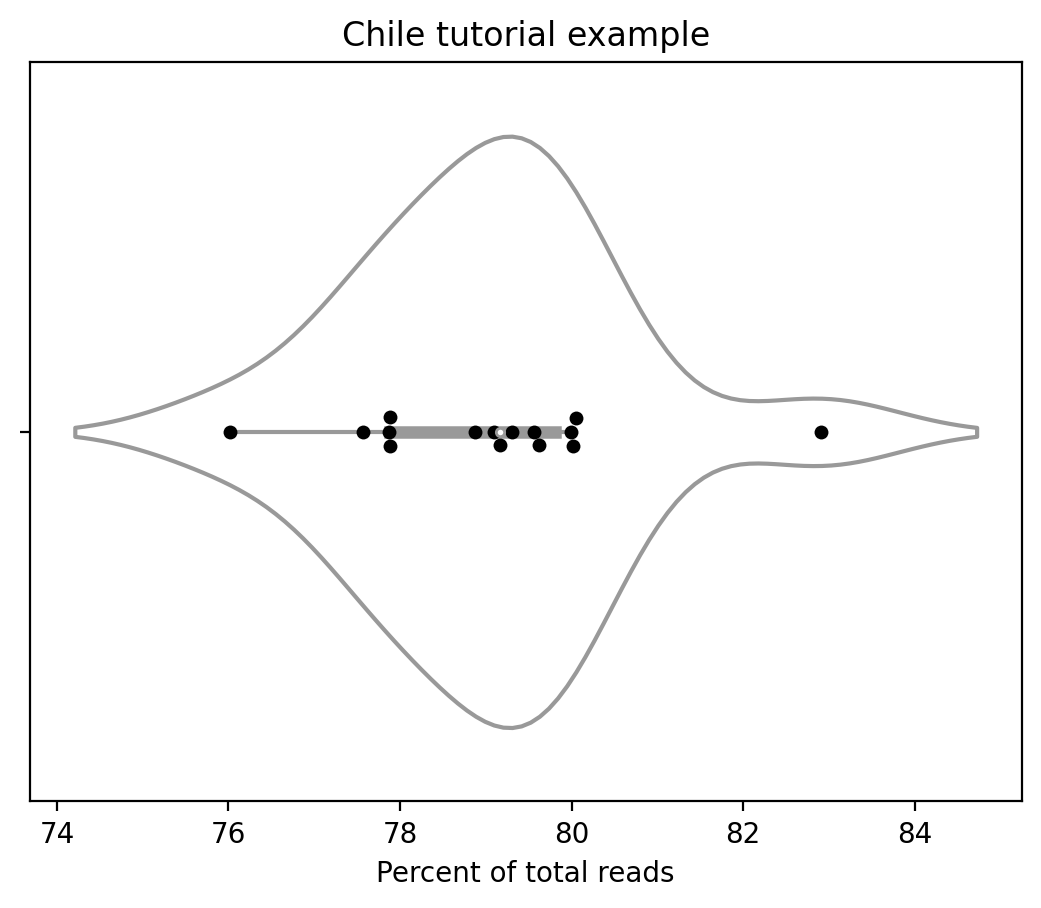 Chile tutorial example
74 76 78 80 82 84
Percent of total reads